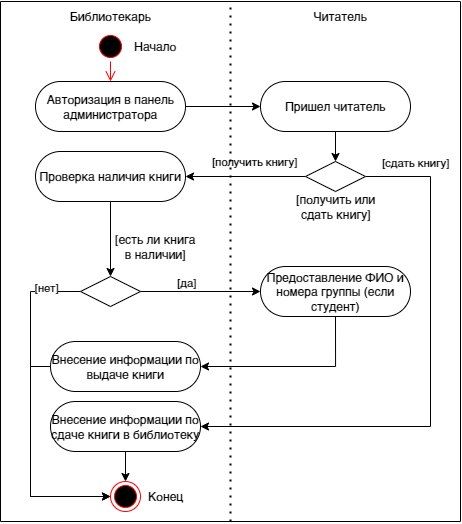 Библиотекарь
Читатель
Начало
Авторизация в панель
администратора
Пришел читатель
[получить книгу]
[сдать книгу]
Проверка наличия книги
[получить или
сдать книгу]
[есть ли книга
в наличии]
[нет]
[да]
Предоставление ФИО и
номера группы (если
студент)
Внесение информации по
выдаче книги
Внесение информации по
сдаче книги в библиотеку
Конец